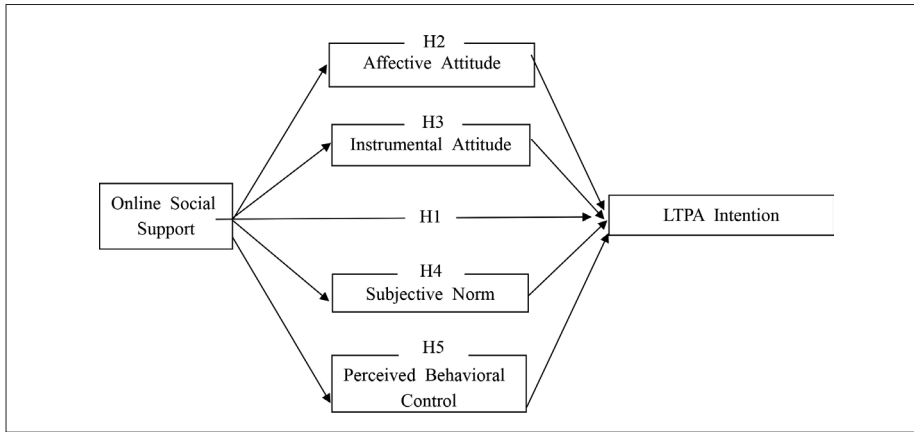 H2
Affective Attitude
H3
Instrumental Attitude
Online Social
Support
H1
LTPA Intention
H4
Subjective Norm
H5
Perceived Behavioral
Control